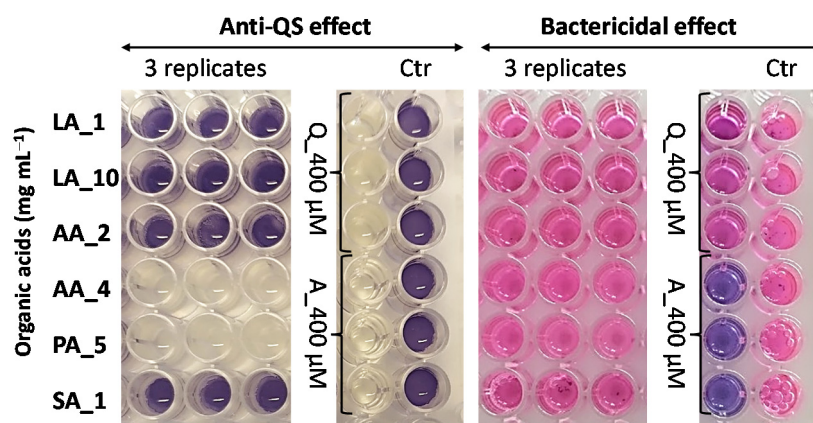 Anti-QS effect
Bactericidal effect
3 replicates
Ctr
3 replicates
Ctr
Organic acids (mg mL⁻¹)
LA_1
LA_10
AA_2
AA_4
PA_5
SA_1
Q_400 μM
A_400 μM
Q_400 μM
A_400 μM